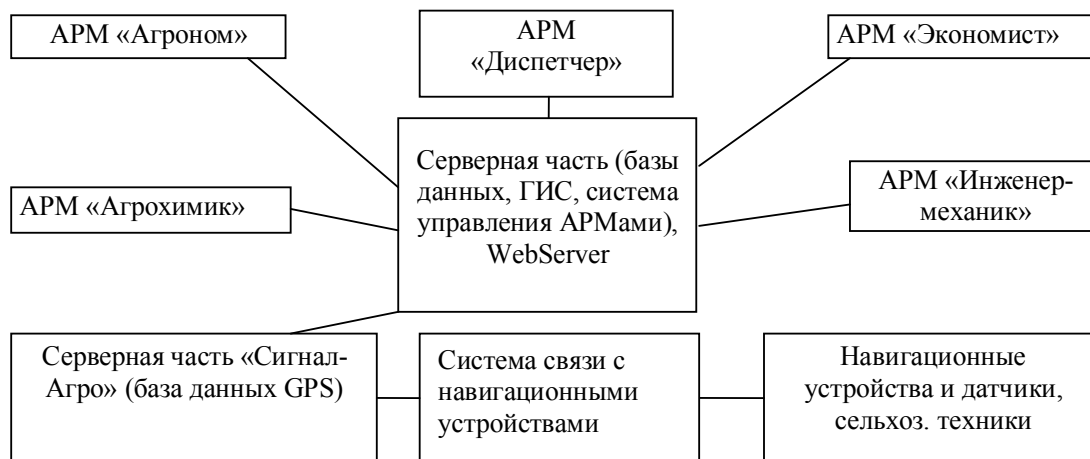 АРМ «Агроном»
АРМ
«Диспетчер»
АРМ «Экономист»
Серверная часть (базы
данных, ГИС, система
управления АРМами),
WebServer
АРМ «Агрохимик»
АРМ «Инженер-
механик»
Серверная часть «Сигнал-
Агро» (база данных GPS)
Система связи с
навигационными
устройствами
Навигационные
устройства и датчики,
сельхоз. техники